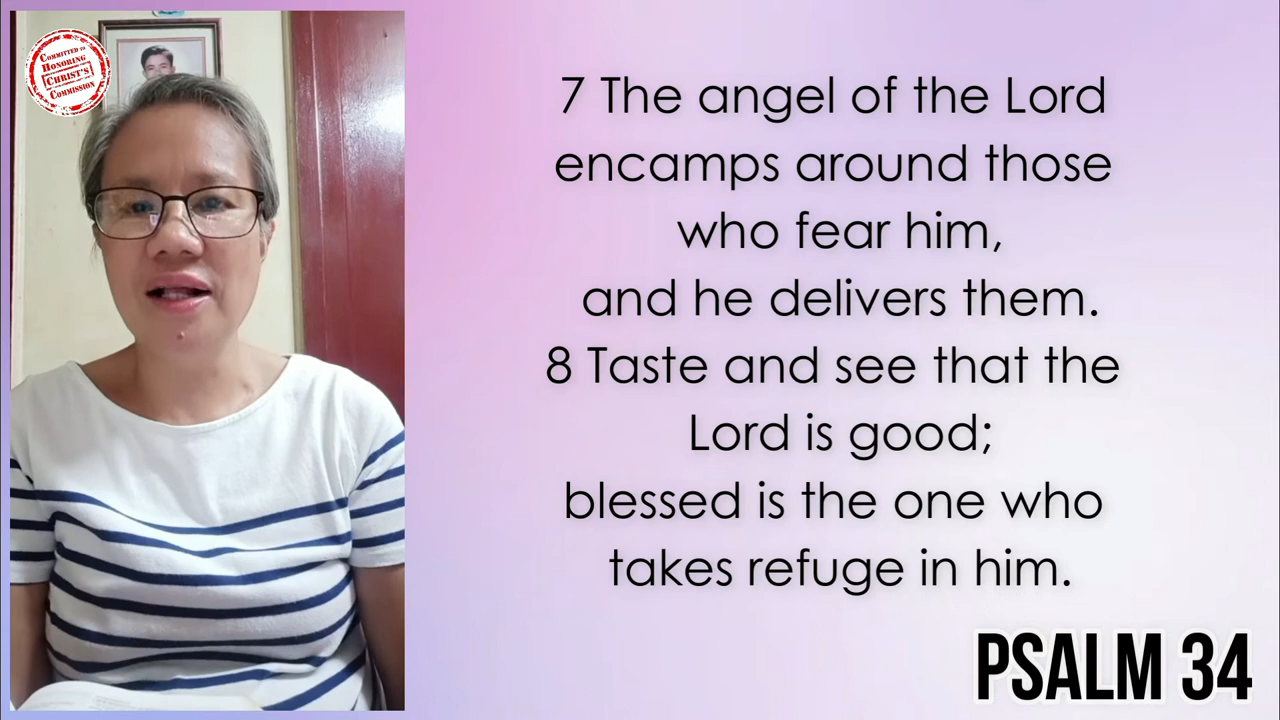 COMMITTED TO
HONORING
CHRIST'S
COMMISSION
7 The angel of the Lord
encamps around those
who fear him,
and he delivers them.
8 Taste and see that the
Lord is good;
blessed is the one who
takes refuge in him.
PSALM 34